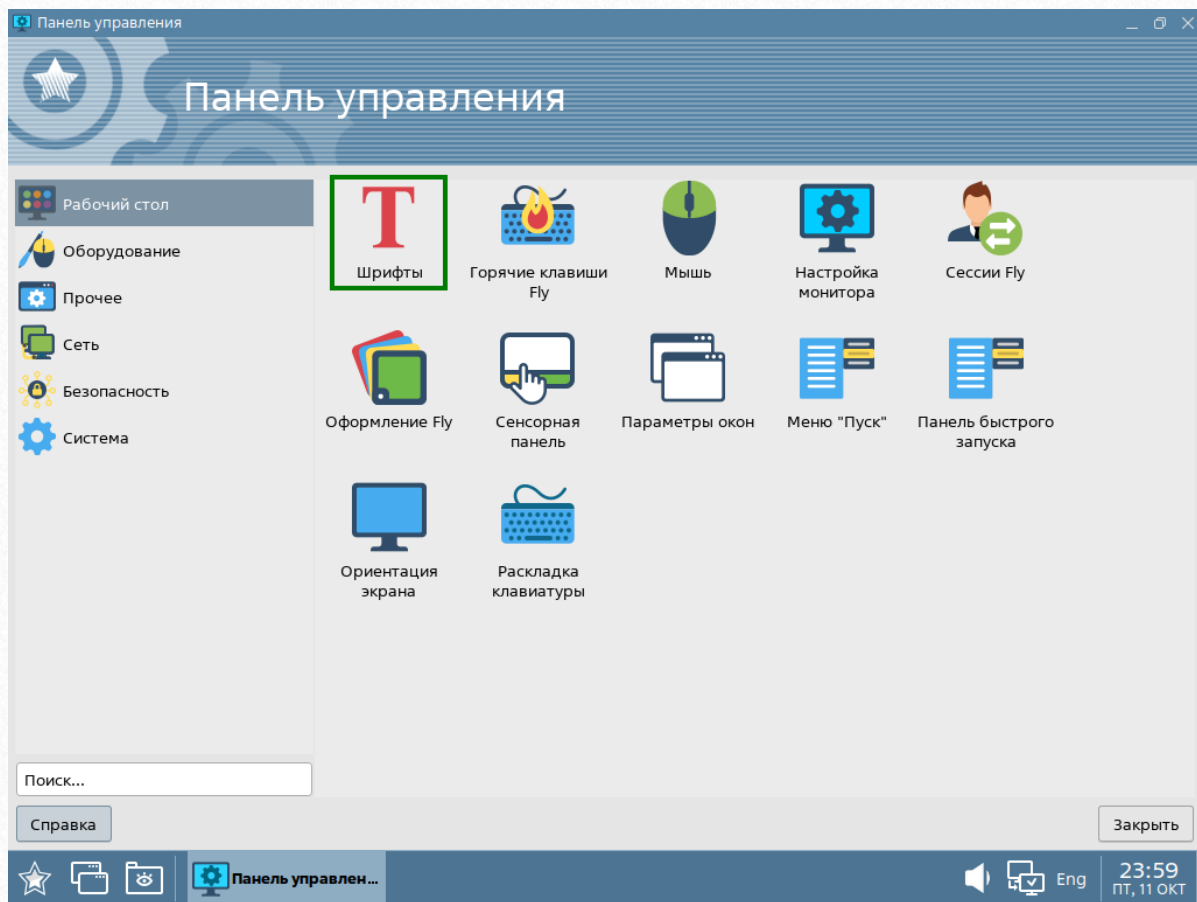 Панель управления
Панель управления
Рабочий стол
Оборудование
Прочее
Сеть
Безопасность
Система
Шрифты
Горячие клавиши
Fly
Мышь
Настройка
монитора
Сессии Fly
Оформление Fly
Сенсорная
панель
Параметры окон
Меню "Пуск"
Панель быстрого
запуска
Ориентация
экрана
Раскладка
клавиатуры
Поиск...
Справка
Закрыть
Панель управлен...
Eng
23:59
ПТ, 11 ОКТ